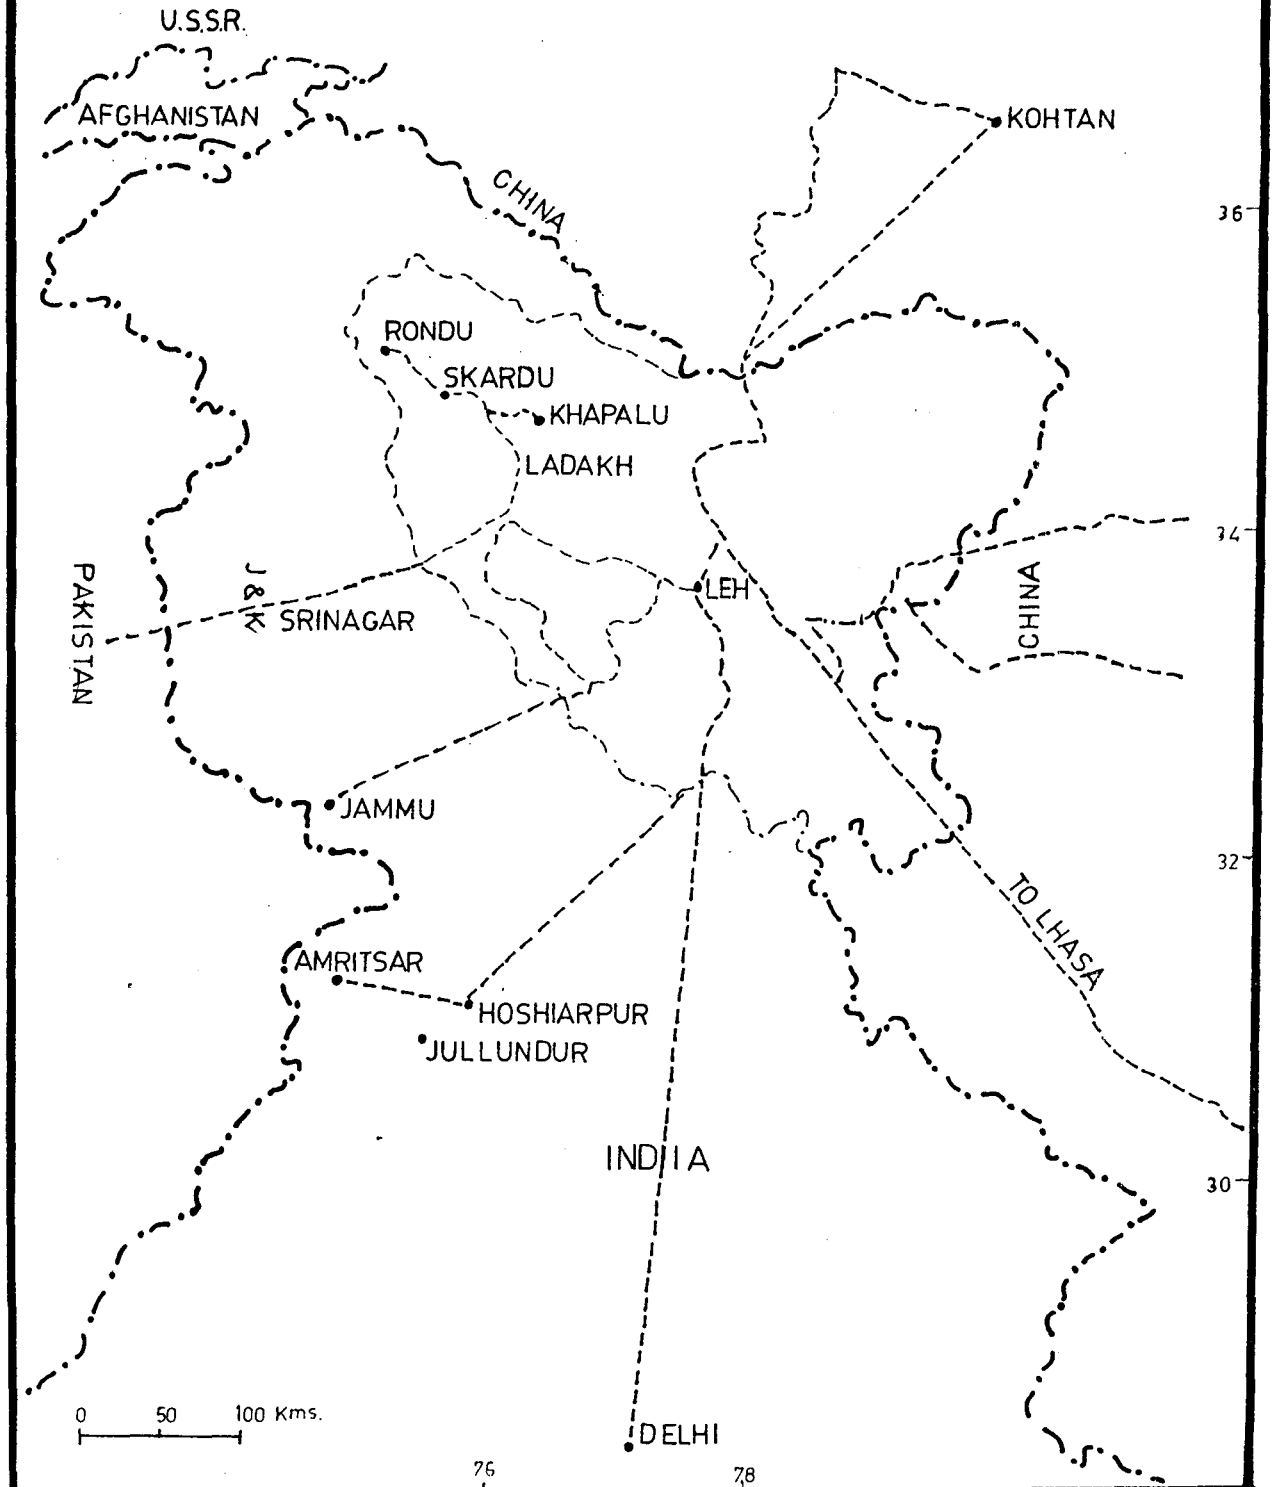 U.S.S.R.
AFGHANISTAN
KOHTAN
CHINA
36
RONDU
SKARDU
KHAPALU
LADAKH
34
PAKISTAN
J&K
SRINAGAR
LEH
CHINA
JAMMU
32
TO LHASA
AMRITSAR
HOSHIARPUR
JULLUNDUR
INDIA
30
0 50 100 Kms.
DELHI
76 78